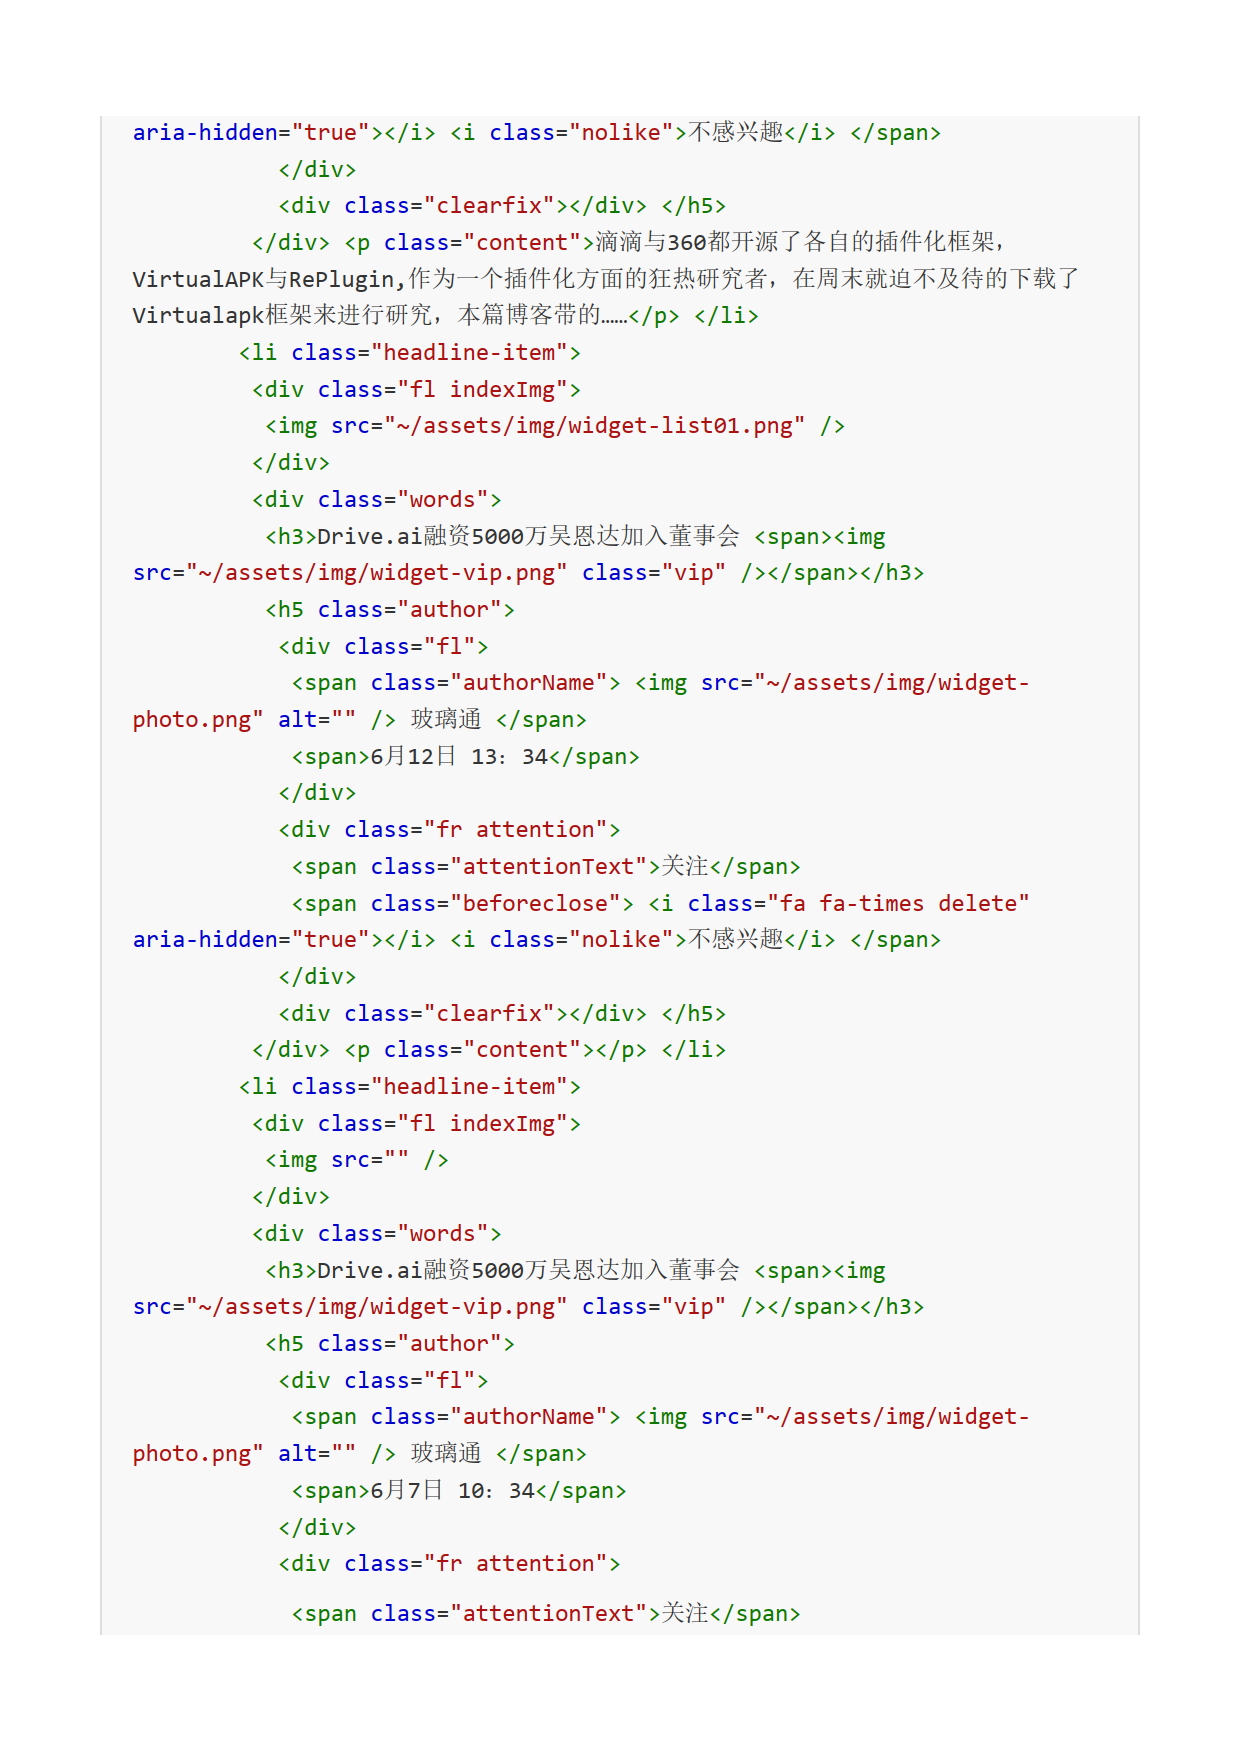 aria-hidden="true"></i> <i class="nolike">不感兴趣</i> </span>
</div>
<div class="clearfix"></div> </h5>
</div> <p class="content">滴滴与360都开源了各自的插件化框架，
VirtualAPK与RePlugin,作为一个插件化方面的狂热研究者，在周末就迫不及待的下载了
Virtualapk框架来进行研究，本篇博客带的……</p> </li>
<li class="headline-item">
<div class="fl indexImg">
<img src="~/assets/img/widget-list01.png" />
</div>
<div class="words">
<h3>Drive.ai融资5000万吴恩达加入董事会 <span><img
src="~/assets/img/widget-vip.png" class="vip" /></span></h3>
<h5 class="author">
<div class="fl">
<span class="authorName"> <img src="~/assets/img/widget-
photo.png" alt="" /> 玻璃通 </span>
<span>6月12日 13：34</span>
</div>
<div class="fr attention">
<span class="attentionText">关注</span>
<span class="beforeclose"> <i class="fa fa-times delete"
aria-hidden="true"></i> <i class="nolike">不感兴趣</i> </span>
</div>
<div class="clearfix"></div> </h5>
</div> <p class="content"></p> </li>
<li class="headline-item">
<div class="fl indexImg">
<img src="" />
</div>
<div class="words">
<h3>Drive.ai融资5000万吴恩达加入董事会 <span><img
src="~/assets/img/widget-vip.png" class="vip" /></span></h3>
<h5 class="author">
<div class="fl">
<span class="authorName"> <img src="~/assets/img/widget-
photo.png" alt="" /> 玻璃通 </span>
<span>6月7日 10：34</span>
</div>
<div class="fr attention">
<span class="attentionText">关注</span>